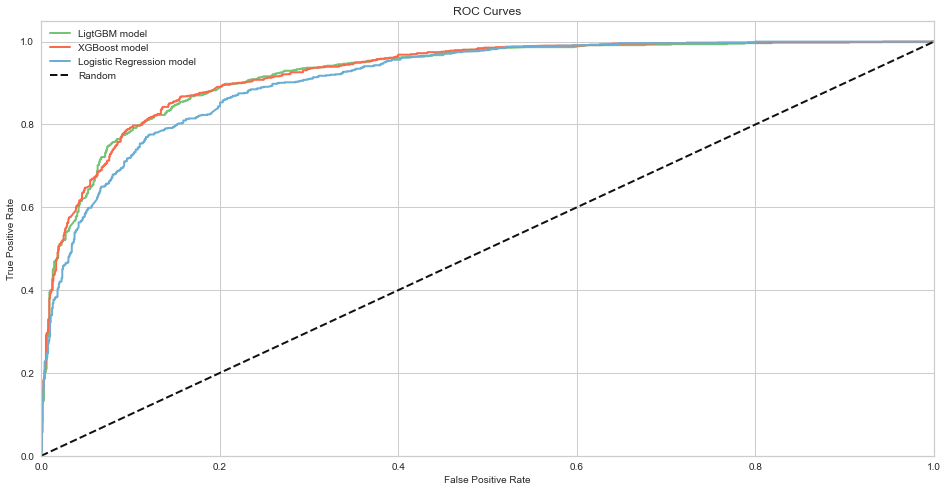 ROC Curves
LigtGBM model
XGBoost model
Logistic Regression model
Random
True Positive Rate
1.0
0.8
0.6
0.4
0.2
0.0
0.0 0.2 0.4 0.6 0.8 1.0
False Positive Rate